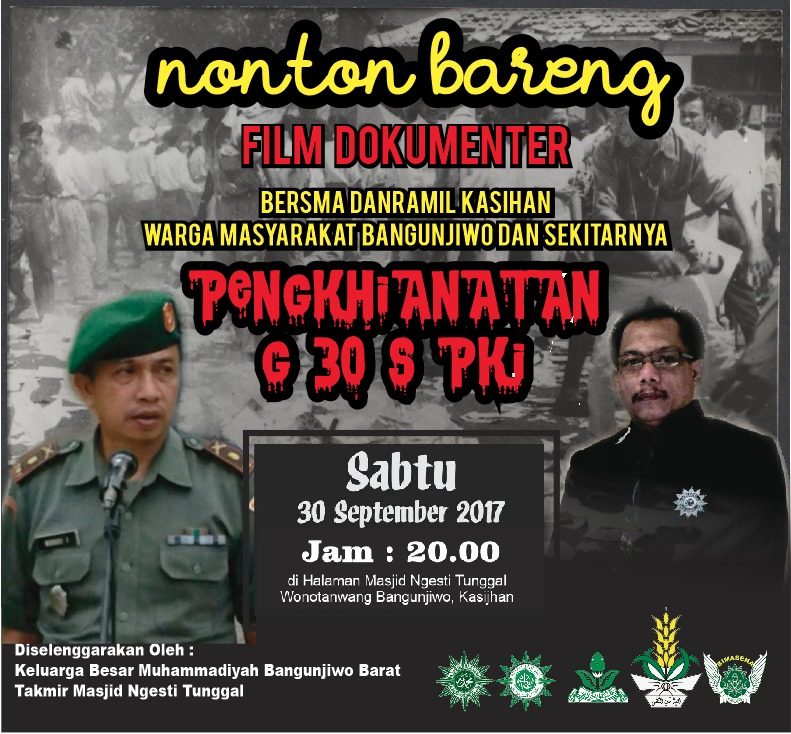 nonton bareng
FILM DOKUMENTER
BERSMA DANRAMIL KASIHAN
WARGA MASYARAKAT BANGUNJIWO DAN SEKITARNYA
PENGKHiANATAN
G 30 S PKi
Sabtu
30 September 2017
Jam : 20.00
di Halaman Masjid Ngesti Tunggal
Wonotanwang Bangunjiwo, Kasijhan
Diselenggarakan Oleh :
Keluarga Besar Muhammadiyah Bangunjiwo Barat
Takmir Masjid Ngesti Tunggal
BIMASENA